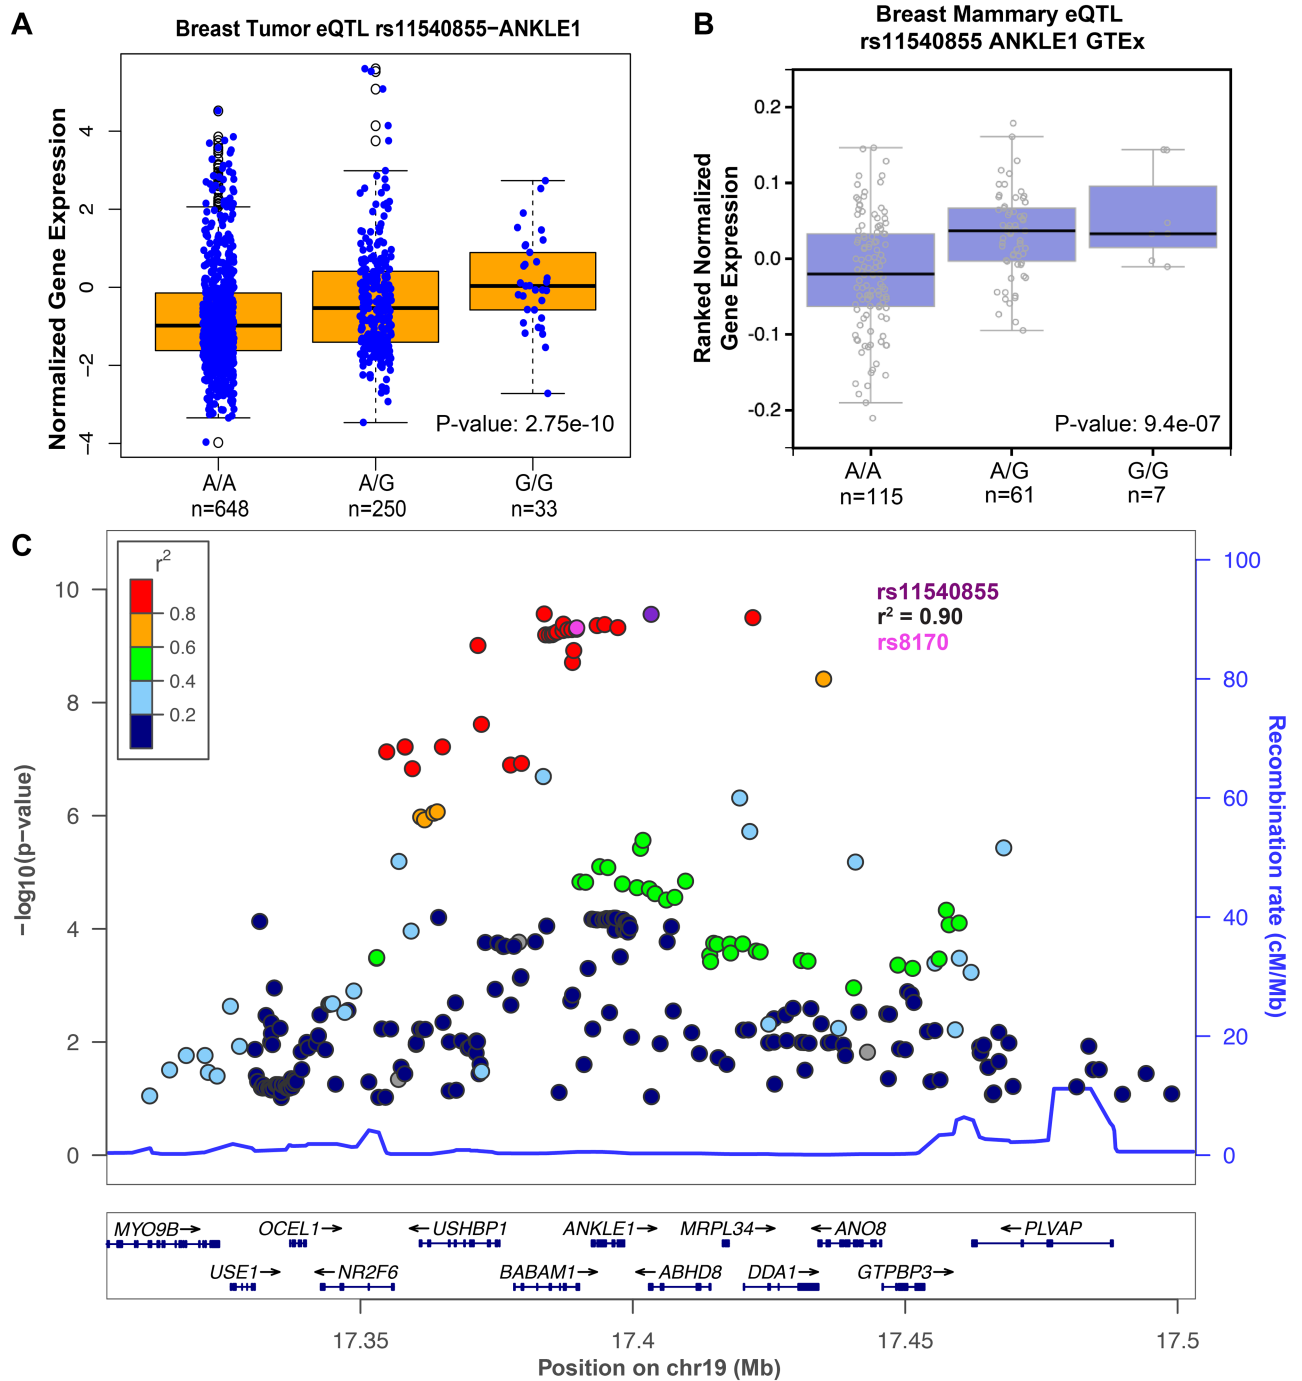 A
Breast Tumor eQTL rs11540855−ANKLE1
Normalized Gene Expression
4
2
0
−2
−4
P-value: 2.75e-10
A/A
A/G
G/G
n=648
n=250
n=33
B
Breast Mammary eQTL
rs11540855 ANKLE1 GTEx
Ranked Normalized
Gene Expression
0.2
0.1
0.0
-0.1
-0.2
P-value: 9.4e-07
A/A
A/G
G/G
n=115
n=61
n=7
C
r²
0.8
0.6
0.4
0.2
rs11540855
r² = 0.90
rs8170
−log10(p−value)
10
8
6
4
2
0
Recombination rate (cM/Mb)
100
80
60
40
20
0
MYO9B→
OCEL1→
←USHBP1
ANKLE1→
MRPL34→
←ANO8
←PLVAP
USE1→
←NR2F6
BABAM1→
←ABHD8
DDA1→
GTPBP3→
17.35
17.4
17.45
17.5
Position on chr19 (Mb)